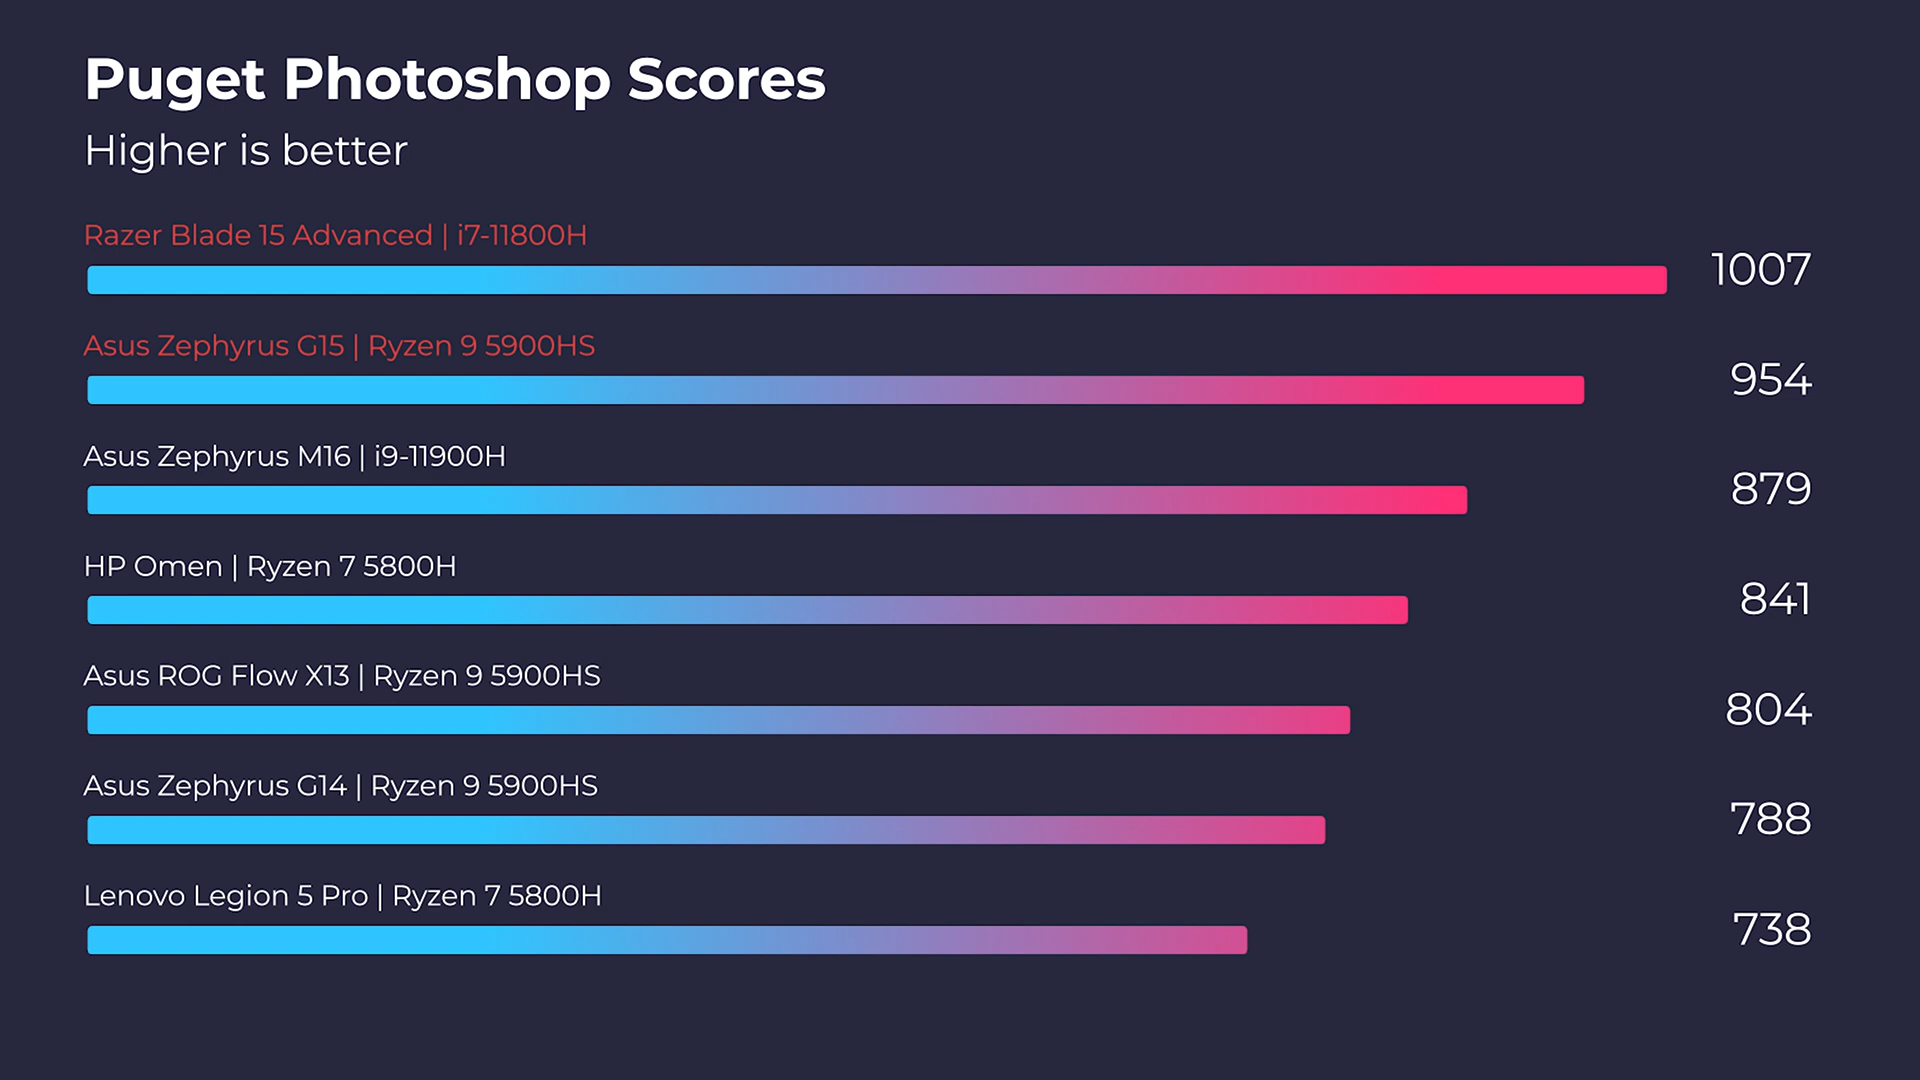 Puget Photoshop Scores
Higher is better
Razer Blade 15 Advanced | i7-11800H
1007
Asus Zephyrus G15 | Ryzen 9 5900HS
954
Asus Zephyrus M16 | i9-11900H
879
HP Omen | Ryzen 7 5800H
841
Asus ROG Flow X13 | Ryzen 9 5900HS
804
Asus Zephyrus G14 | Ryzen 9 5900HS
788
Lenovo Legion 5 Pro | Ryzen 7 5800H
738